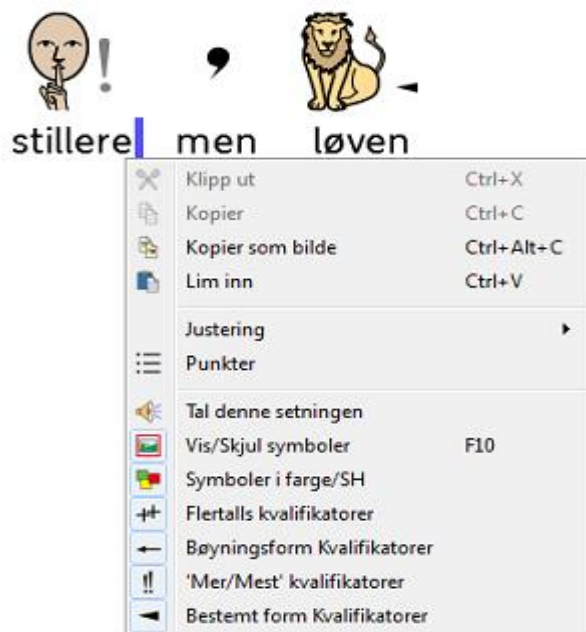 stillere men løven
Klipp ut Ctrl+X
Kopier Ctrl+C
Kopier som bilde Ctrl+Alt+C
Lim inn Ctrl+V
Justering
Punkter
Tal denne setningen
Vis/Skjul symboler F10
Symboler i farge/SH
Flertalls kvalifikatorer
Bøyningsform Kvalifikatorer
'Mer/Mest' kvalifikatorer
Bestemt form Kvalifikatorer